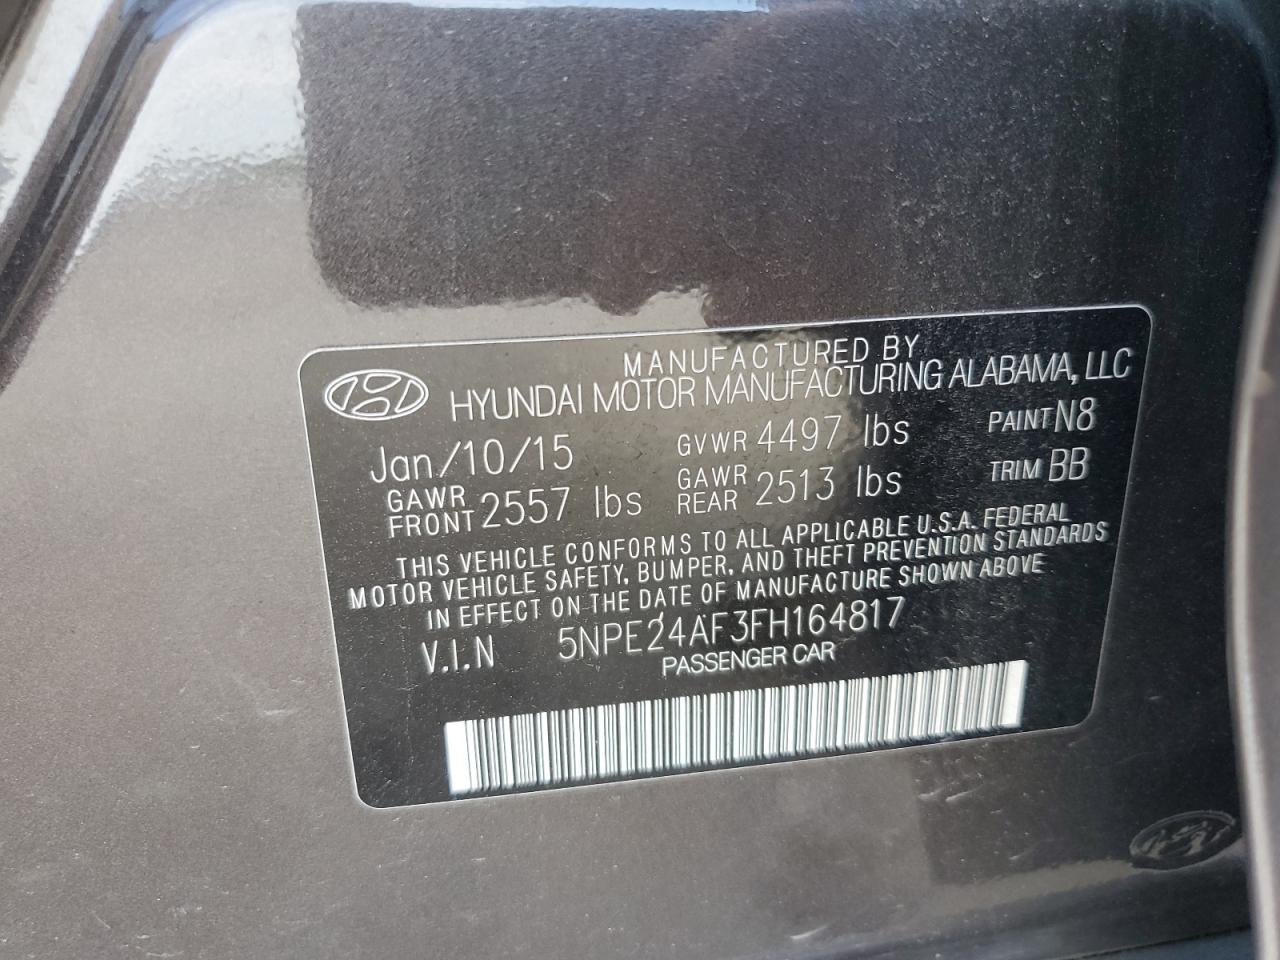 MANUFACTURED BY
HYUNDAI MOTOR MANUFACTURING ALABAMA, LLC
Jan/10/15 GVWR 4497 lbs PAINT N8
GAWR FRONT 2557 lbs GAWR REAR 2513 lbs TRIM BB
THIS VEHICLE CONFORMS TO ALL APPLICABLE U.S.A. FEDERAL
MOTOR VEHICLE SAFETY, BUMPER, AND THEFT PREVENTION STANDARDS
IN EFFECT ON THE DATE OF MANUFACTURE SHOWN ABOVE
V.I.N 5NPE24AF3FH164817
PASSENGER CAR